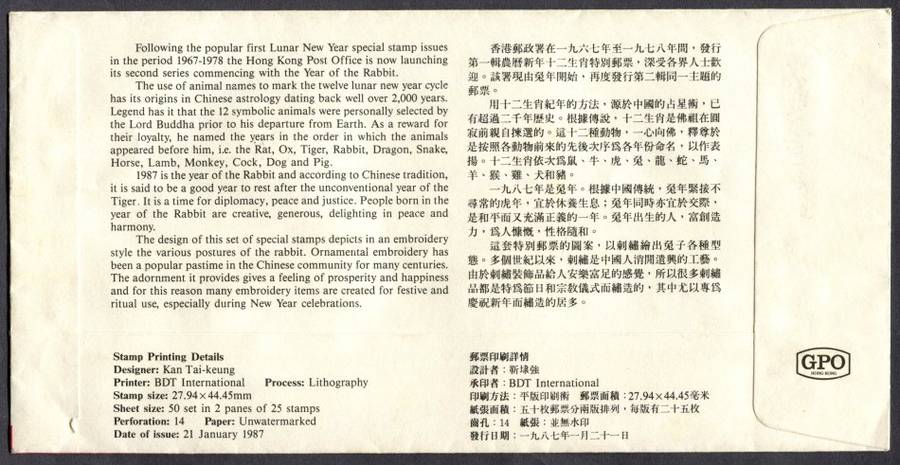 Following the popular first Lunar New Year special stamp issues
in the period 1967-1978 the Hong Kong Post Office is now launching
its second series commencing with the Year of the Rabbit.
The use of animal names to mark the twelve lunar new year cycle
has its origins in Chinese astrology dating back well over 2,000 years.
Legend has it that the 12 symbolic animals were personally selected by
the Lord Buddha prior to his departure from Earth. As a reward for
their loyalty, he named the years in the order in which the animals
appeared before him, i.e. the Rat, Ox, Tiger, Rabbit, Dragon, Snake,
Horse, Lamb, Monkey, Cock, Dog and Pig.
1987 is the year of the Rabbit and according to Chinese tradition,
it is said to be a good year to rest after the unconventional year of the
Tiger. It is a time for diplomacy, peace and justice. People born in the
year of the Rabbit are creative, generous, delighting in peace and
harmony.
The design of this set of special stamps depicts in an embroidery
style the various postures of the rabbit. Ornamental embroidery has
been a popular pastime in the Chinese community for many centuries.
The adornment it provides gives a feeling of prosperity and happiness
and for this reason many embroidery items are created for festive and
ritual use, especially during New Year celebrations.
Stamp Printing Details
Designer: Kan Tai-keung
Printer: BDT International Process: Lithography
Stamp size: 27.94×44.45mm
Sheet size: 50 set in 2 panes of 25 stamps
Perforation: 14 Paper: Unwatermarked
Date of issue: 21 January 1987
香港郵政署在一九六七年至一九七八年間，發行
第一輯農曆新年十二生肖特別郵票，深受各界人士歡
迎。該署現由兔年開始，再度發行第二輯同一主題的
郵票。
用十二生肖紀年的方法，源於中國的占星術，已
有超過二千年歷史。根據傳說，十二生肖是佛祖在圓
寂前親自揀選的。這十二種動物，一心向佛，釋尊於
是按照各動物前來的先後次序爲各年份命名，以作表
揚。十二生肖依次爲鼠、牛、虎、兔、龍、蛇、馬、
羊、猴、雞、犬和豬。
一九八七年是兔年。根據中國傳統，兔年緊接不
尋常的虎年，宜於休養生息；兔年同時亦宜於交際，
是和平而又充滿正義的一年。兔年出生的人，富創造
力，爲人慷慨，性格隨和。
這套特別郵票的圖案，以刺繡繪出兔子各種型
態。多個世紀以來，刺繡是中國人消閒遣興的工藝。
由於刺繡裝飾品給人安樂富足的感覺，所以很多刺繡
品都是特爲節日和宗教儀式而繡造的，其中尤以專爲
慶祝新年而繡造的居多。
郵票印刷詳情
設計者：靳埭強
承印者：BDT International
印刷方法：平版印刷術 郵票面積：27.94×44.45毫米
紙張面積：五十枚郵票分兩版排列，每版有二十五枚
齒孔：14 紙張：並無水印
發行日期：一九八七年一月二十一日
GPO
HONG KONG